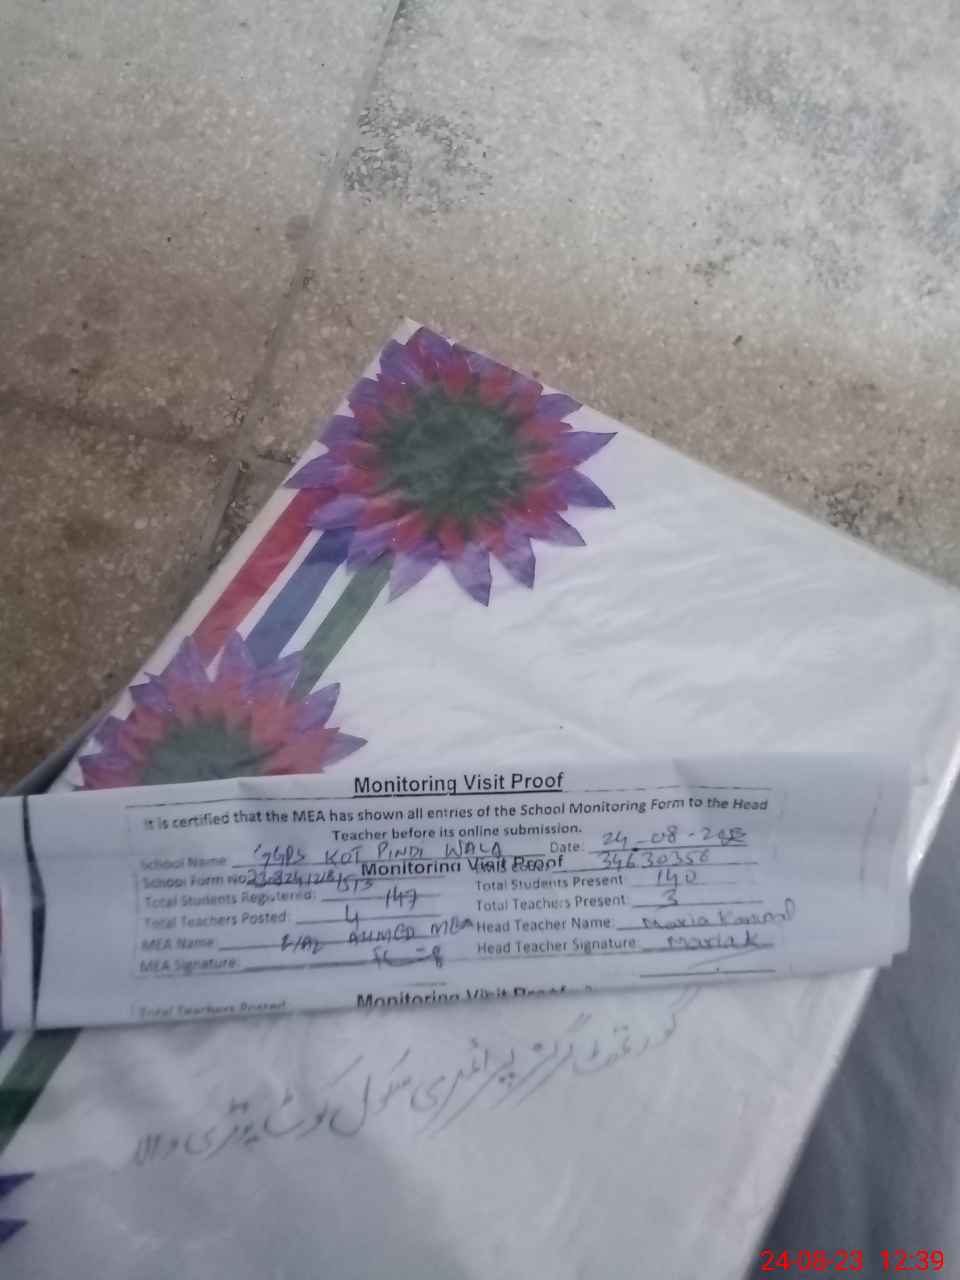 Monitoring Visit Proof
It is certified that the MEA has shown all entries of the School Monitoring Form to the Head
Teacher before its online submission.
School Name GGPS KOT PINDI WALA Date: 24-08-2023
Monitoring Visit Proof 34630356
School Form No
Total Students Present 140
Total Students Registered: 147
Total Teachers Present: 3
Total Teachers Posted: 4
Head Teacher Name: Maria Kanwal
MEA Name: AHMED MEA
Head Teacher Signature: MariaK
MEA Signature:
Total Teachers Posted Monitoring Visit Proof
گورنمنٹ گرلز پرائمری سکول کوٹ پنڈی والا
24-08-23 12:39